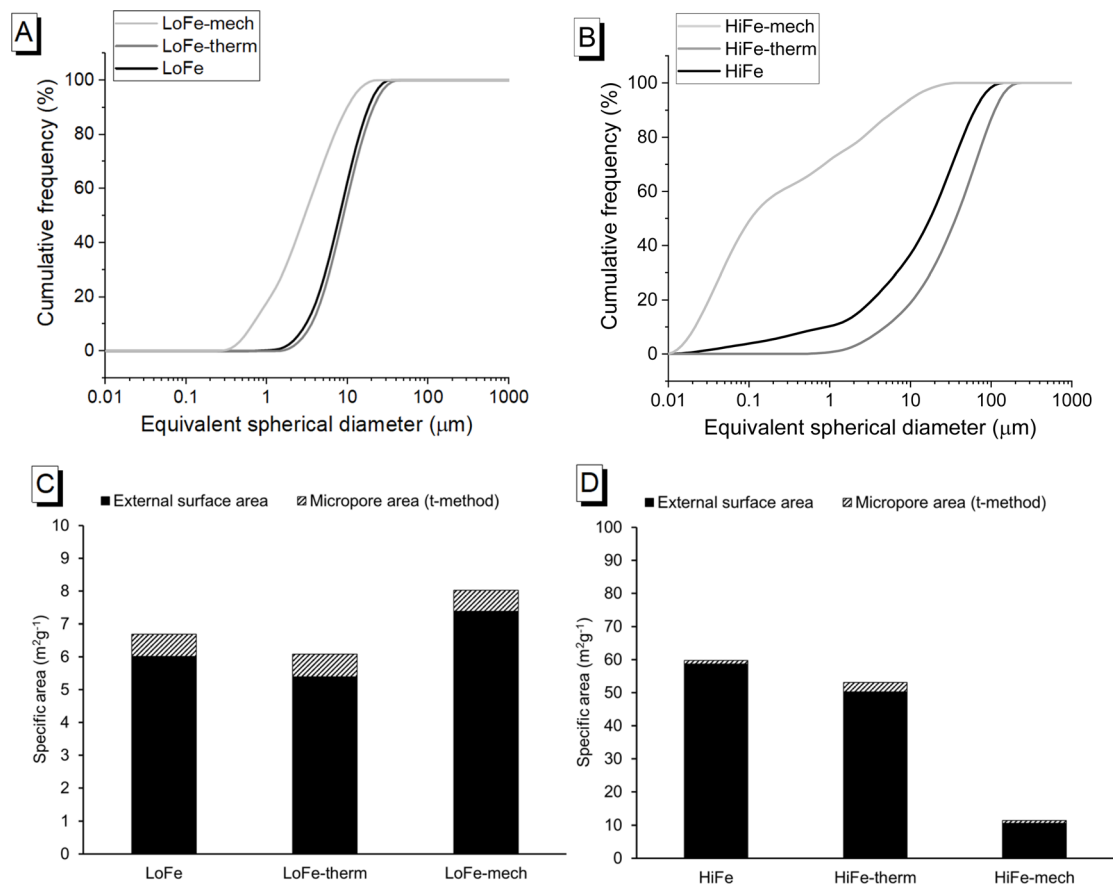 A
LoFe-mech
LoFe-therm
LoFe
Cumulative frequency (%)
100
80
60
40
20
0
0.01 0.1 1 10 100 1000
Equivalent spherical diameter (μm)
B
HiFe-mech
HiFe-therm
HiFe
Cumulative frequency (%)
100
80
60
40
20
0
0.01 0.1 1 10 100 1000
Equivalent spherical diameter (μm)
C
External surface area Micropore area (t-method)
Specific area (m²g⁻¹)
10
9
8
7
6
5
4
3
2
1
0
LoFe LoFe-therm LoFe-mech
D
External surface area Micropore area (t-method)
Specific area (m²g⁻¹)
100
90
80
70
60
50
40
30
20
10
0
HiFe HiFe-therm HiFe-mech